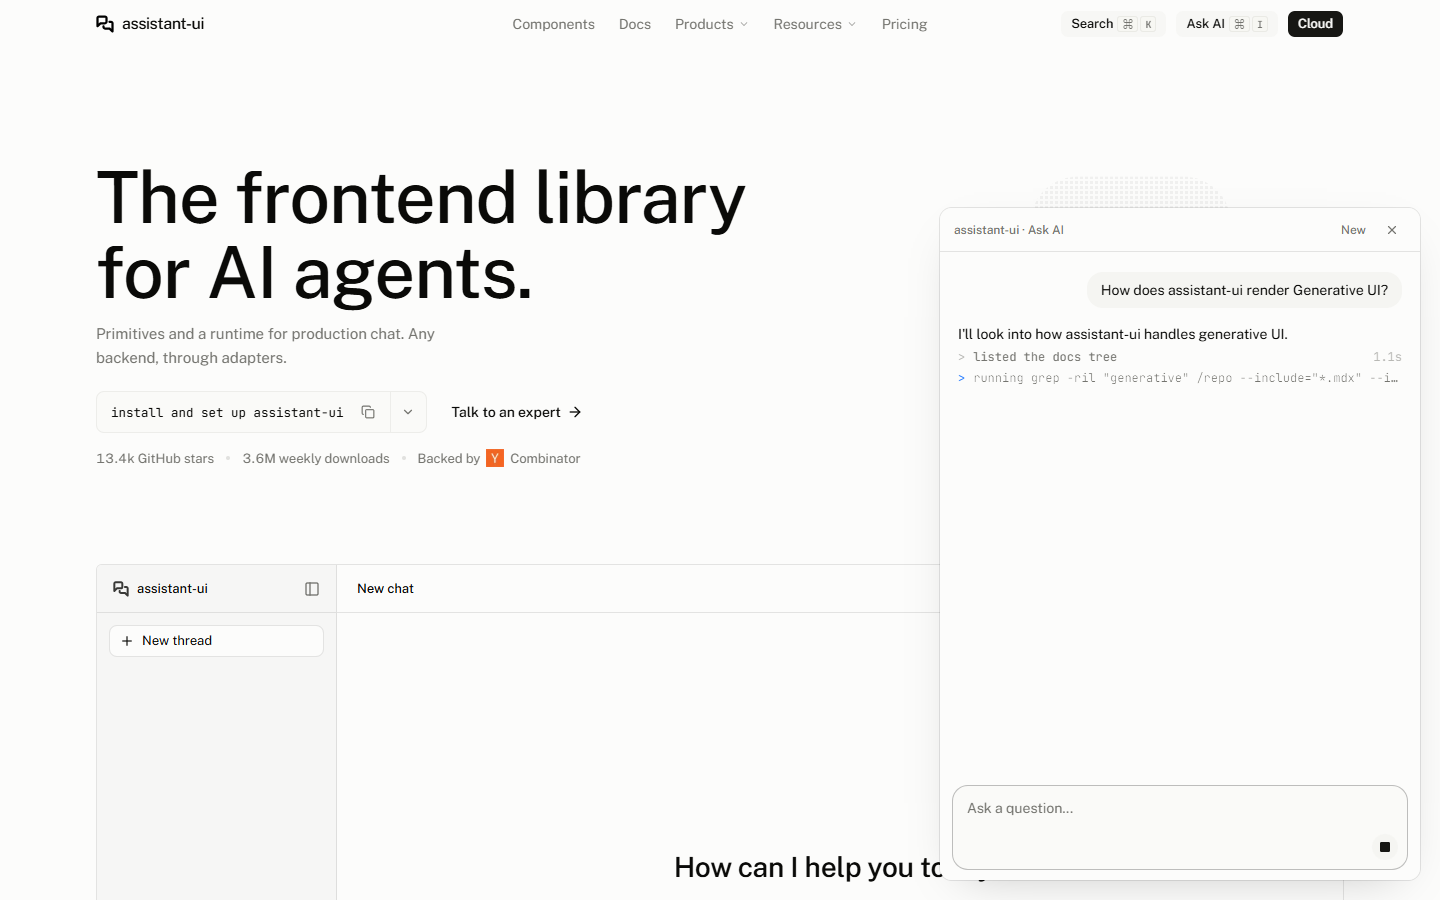 assistant-ui
Components
Docs
Products
Resources
Pricing
Search ⌘ K
Ask AI ⌘ I
Cloud
The frontend library
for AI agents.
Primitives and a runtime for production chat. Any
backend, through adapters.
install and set up assistant-ui
Talk to an expert →
13.4k GitHub stars • 3.6M weekly downloads • Backed by Y Combinator
assistant-ui
New chat
+ New thread
How can I help you to
assistant-ui · Ask AI
New
How does assistant-ui render Generative UI?
I'll look into how assistant-ui handles generative UI.
> listed the docs tree 1.1s
> running grep -ril "generative" /repo --include="*.mdx" --i…
Ask a question...